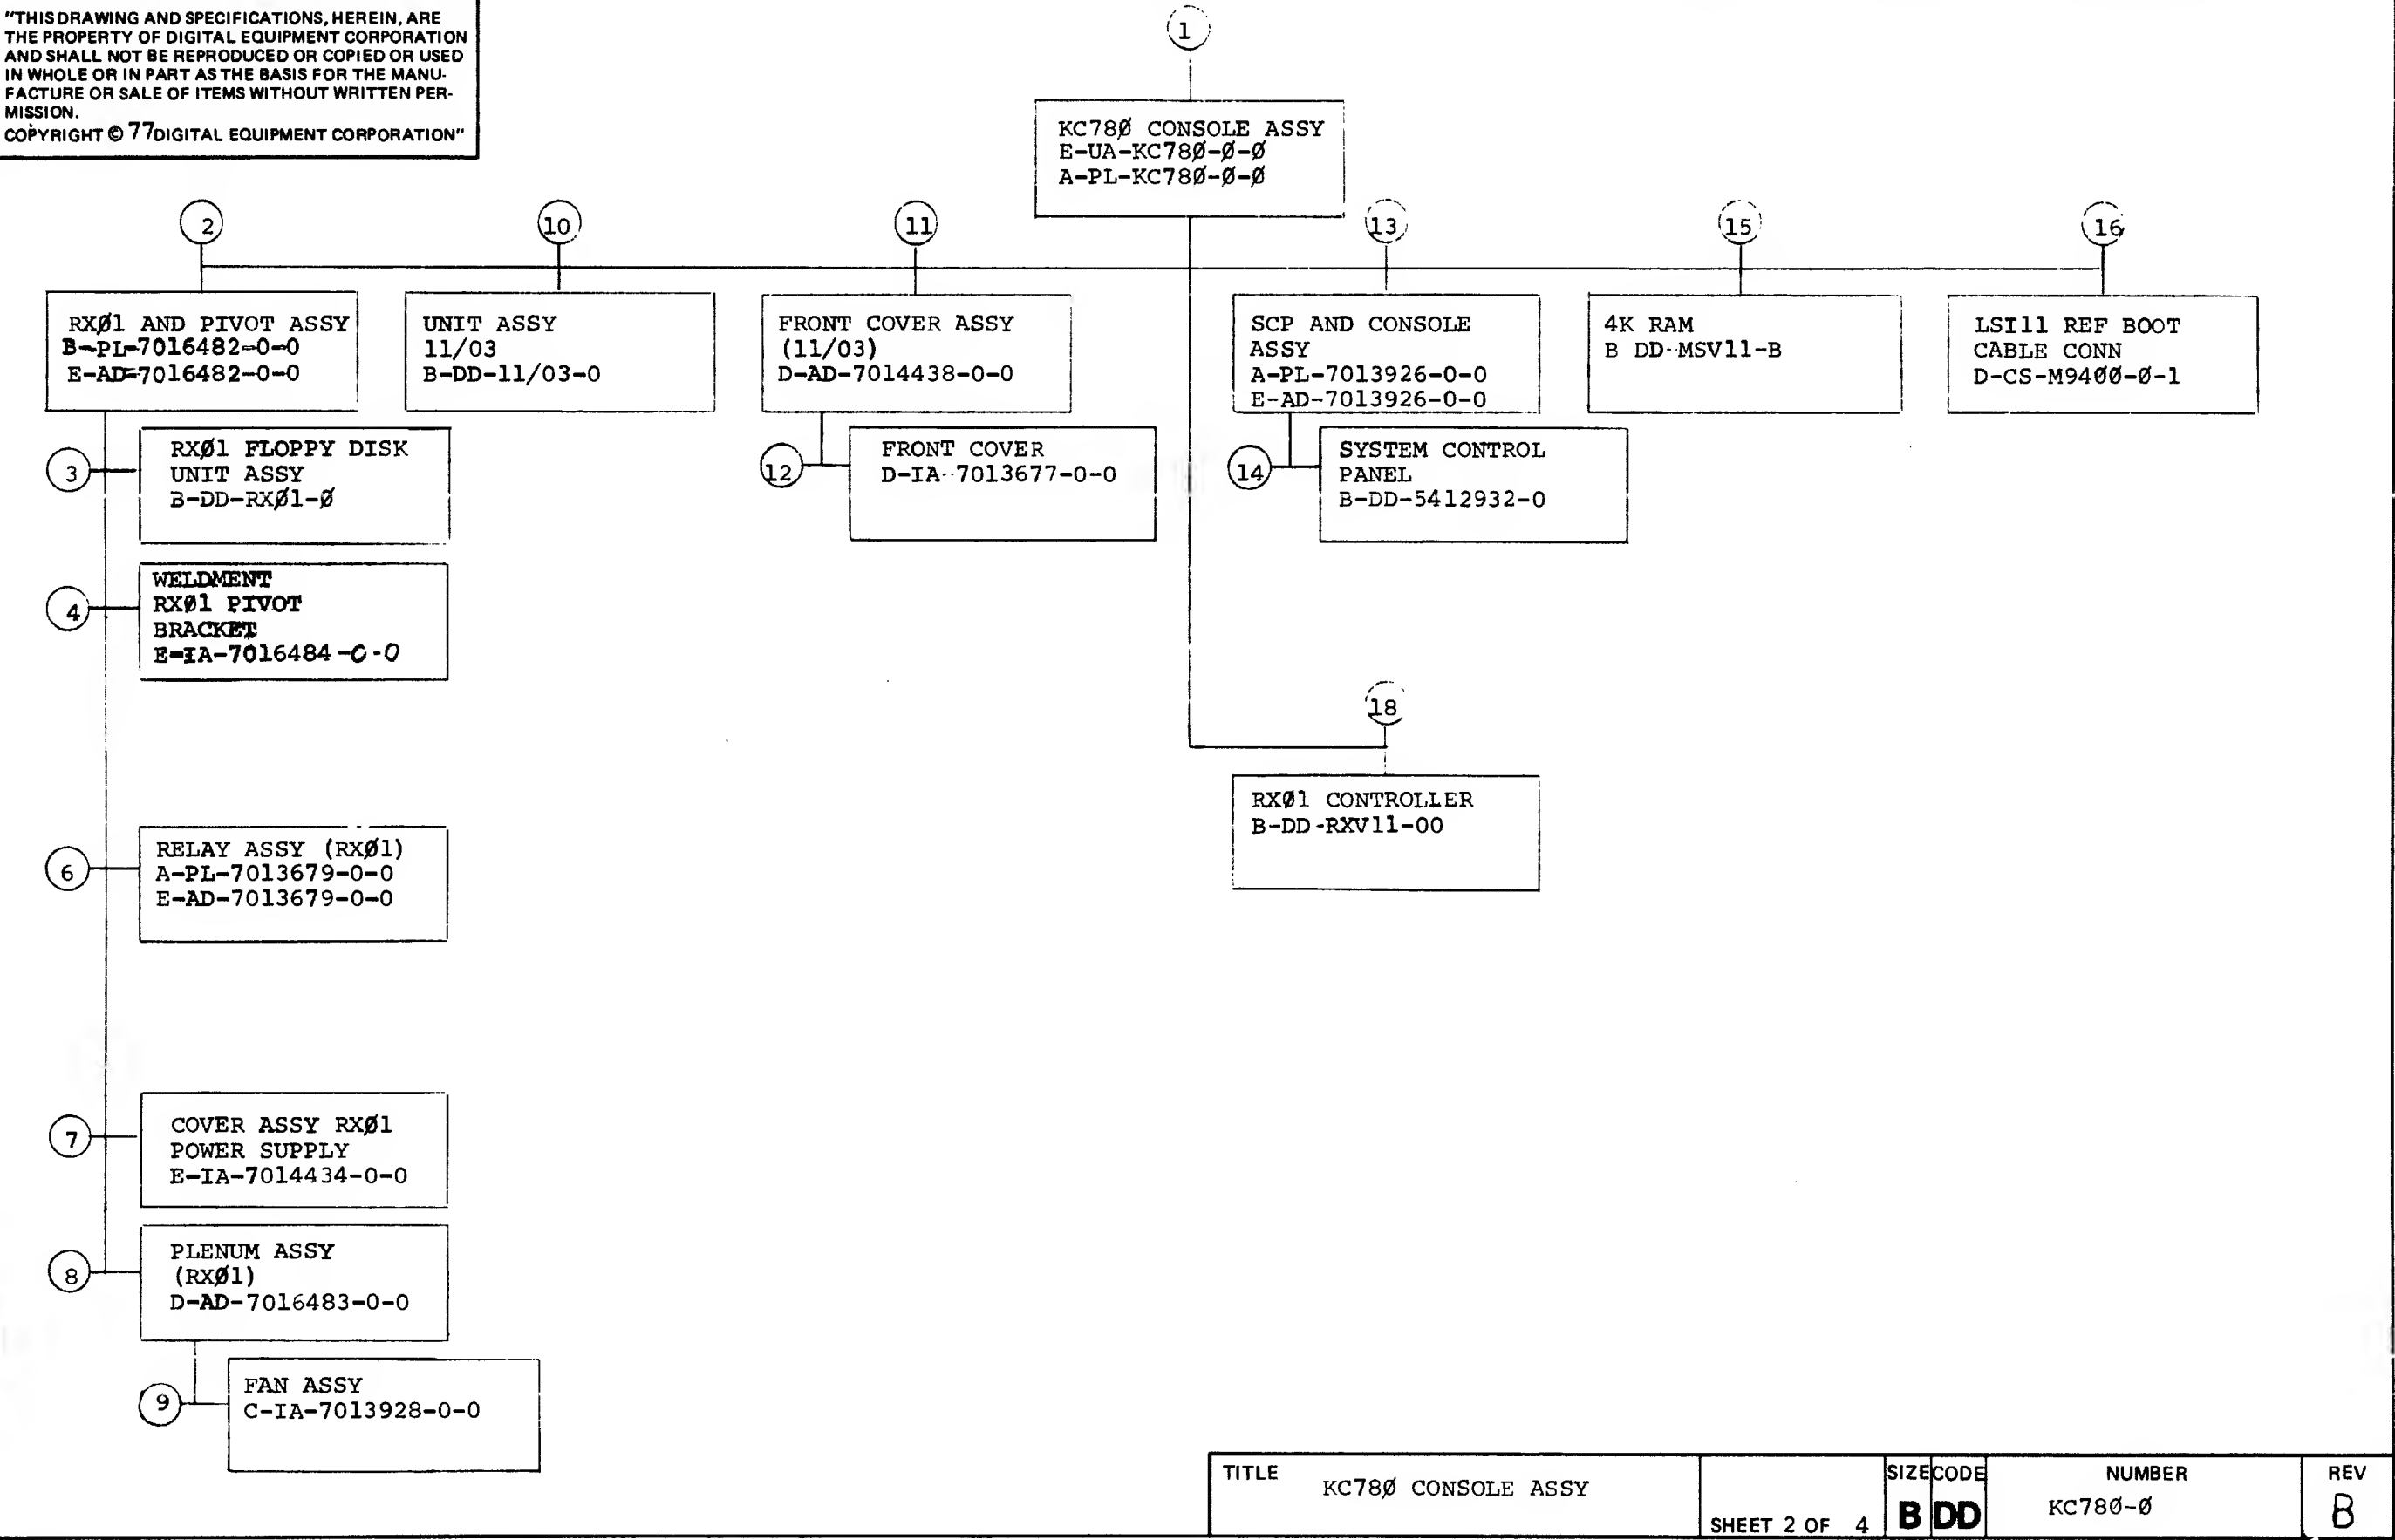 "THIS DRAWING AND SPECIFICATIONS, HEREIN, ARE
THE PROPERTY OF DIGITAL EQUIPMENT CORPORATION
AND SHALL NOT BE REPRODUCED OR COPIED OR USED
IN WHOLE OR IN PART AS THE BASIS FOR THE MANU-
FACTURE OR SALE OF ITEMS WITHOUT WRITTEN PER-
MISSION.
COPYRIGHT © 77 DIGITAL EQUIPMENT CORPORATION"
1
KC78Ø CONSOLE ASSY
E-UA-KC78Ø-Ø-Ø
A-PL-KC78Ø-Ø-Ø
2
RXØ1 AND PIVOT ASSY
B-PL-7016482-0-0
E-AD-7016482-0-0
10
UNIT ASSY
11/03
B-DD-11/03-0
11
FRONT COVER ASSY
(11/03)
D-AD-7014438-0-0
13
SCP AND CONSOLE
ASSY
A-PL-7013926-0-0
E-AD-7013926-0-0
15
4K RAM
B DD-MSV11-B
16
LSI11 REF BOOT
CABLE CONN
D-CS-M94ØØ-Ø-1
3
RXØ1 FLOPPY DISK
UNIT ASSY
B-DD-RXØ1-Ø
12
FRONT COVER
D-IA-7013677-0-0
14
SYSTEM CONTROL
PANEL
B-DD-5412932-0
4
WELDMENT
RXØ1 PIVOT
BRACKET
E-IA-7016484-0-0
18
RXØ1 CONTROLLER
B-DD-RXV11-00
6
RELAY ASSY (RXØ1)
A-PL-7013679-0-0
E-AD-7013679-0-0
7
COVER ASSY RXØ1
POWER SUPPLY
E-IA-7014434-0-0
8
PLENUM ASSY
(RXØ1)
D-AD-7016483-0-0
9
FAN ASSY
C-IA-7013928-0-0
TITLE
KC78Ø CONSOLE ASSY
SHEET 2 OF 4
SIZE
B
CODE
DD
NUMBER
KC78Ø-Ø
REV
B